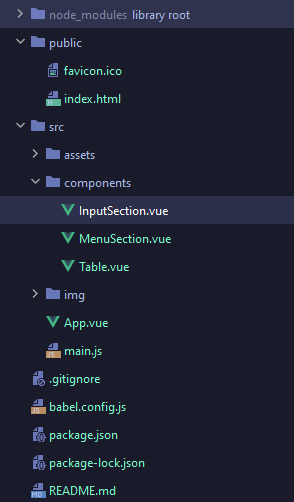 node_modules library root
public
favicon.ico
index.html
src
assets
components
InputSection.vue
MenuSection.vue
Table.vue
img
App.vue
main.js
.gitignore
babel.config.js
package.json
package-lock.json
README.md